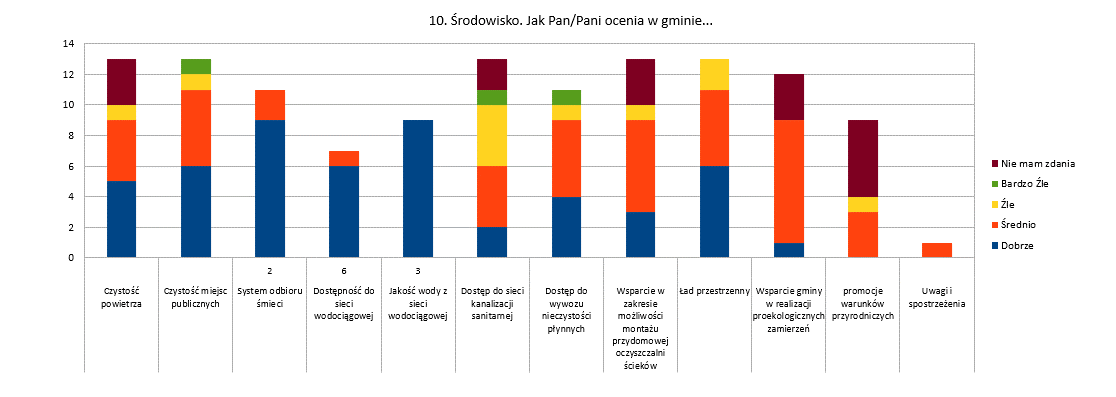 10. Środowisko. Jak Pan/Pani ocenia w gminie...
14
12
10
8
6
4
2
0
Nie mam zdania
Bardzo Źle
Źle
Średnio
Dobrze
2
6
3
Czystość
powietrza
Czystość miejsc
publicznych
System odbioru
śmieci
Dostępność do
sieci
wodociągowej
Jakość wody z
sieci
wodociągowej
Dostęp do sieci
kanalizacji
sanitarnej
Dostęp do
wywozu
nieczystości
płynnych
Wsparcie w
zakresie
możliwości
montażu
przydomowej
oczyszczalni
ścieków
Ład przestrzenny
Wsparcie gminy
w realizacji
proekologicznych
zamierzeń
promocje
warunków
przyrodniczych
Uwagi i
spostrzeżenia